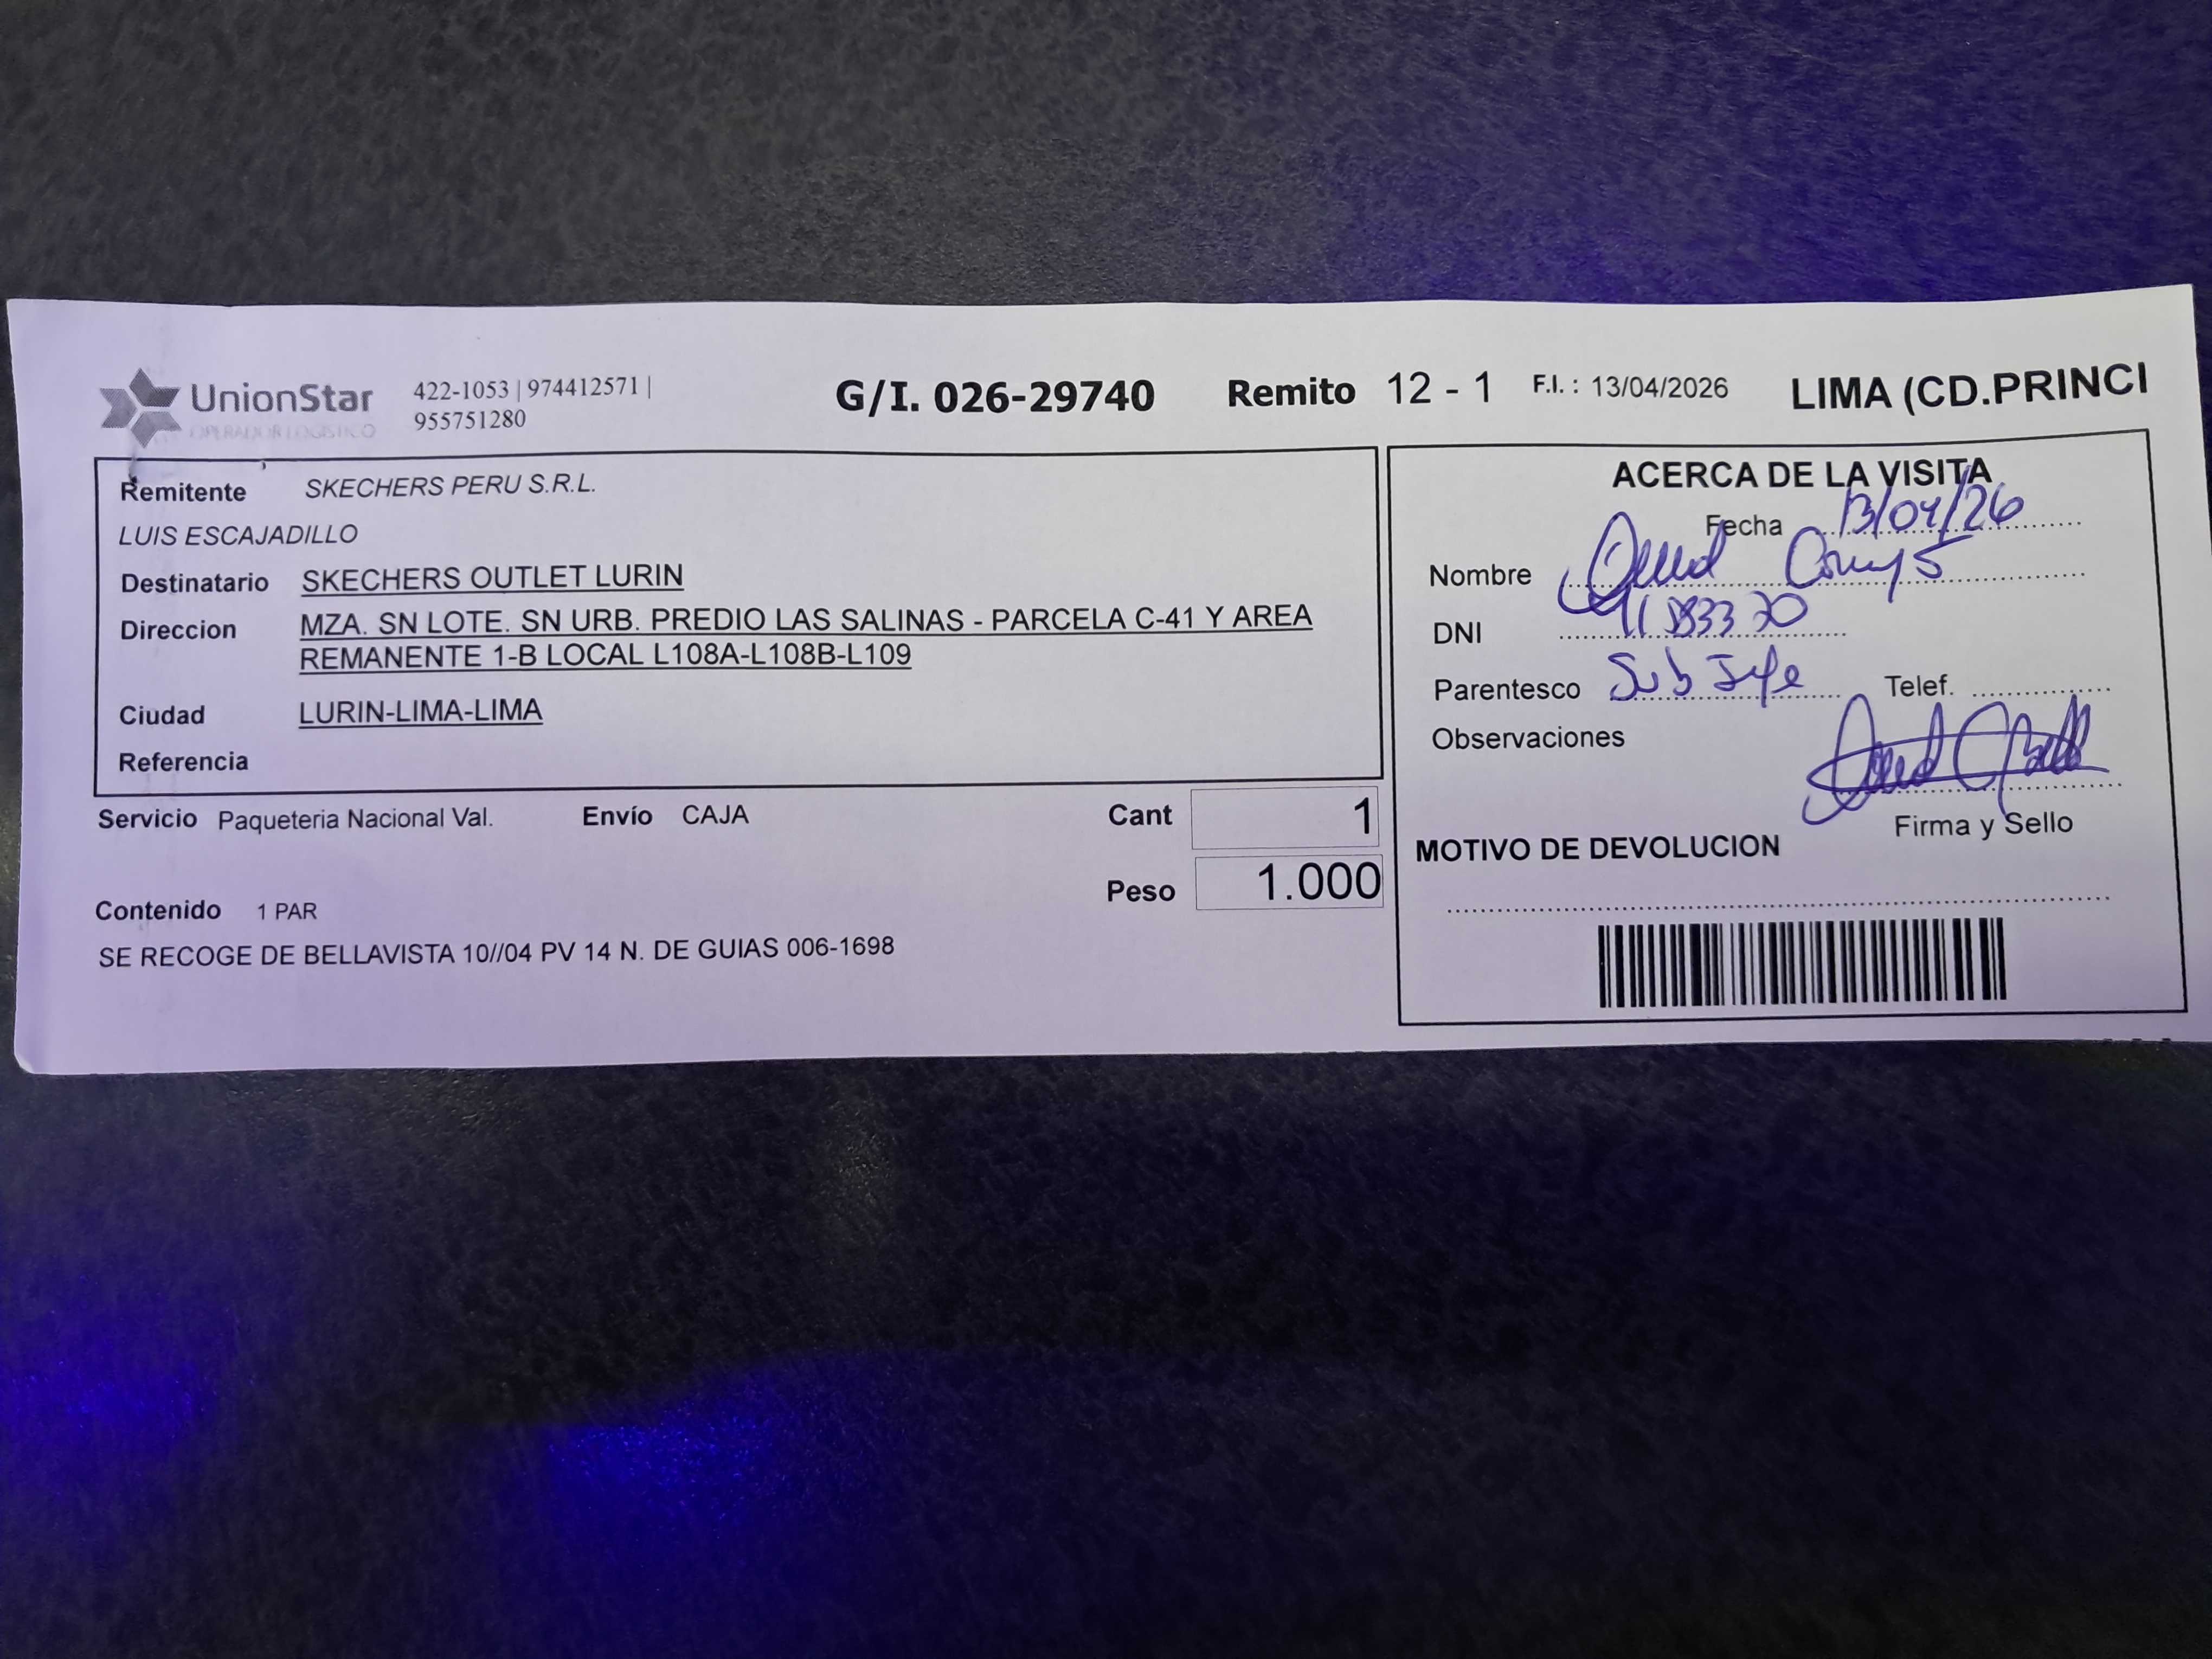 UnionStar
OPERADOR LOGISTICO
422-1053 | 974412571 |
955751280
G/I. 026-29740 Remito 12 - 1 F.I. : 13/04/2026 LIMA (CD.PRINCI
Remitente SKECHERS PERU S.R.L.
LUIS ESCAJADILLO
Destinatario SKECHERS OUTLET LURIN
Direccion MZA. SN LOTE. SN URB. PREDIO LAS SALINAS - PARCELA C-41 Y AREA
REMANENTE 1-B LOCAL L108A-L108B-L109
Ciudad LURIN-LIMA-LIMA
Referencia
Servicio Paqueteria Nacional Val. Envío CAJA Cant 1
Peso 1.000
Contenido 1 PAR
SE RECOGE DE BELLAVISTA 10//04 PV 14 N. DE GUIAS 006-1698
ACERCA DE LA VISITA
Fecha 13/04/26
Nombre
DNI
Parentesco Sub Jefe Telef.
Observaciones
Firma y Sello
MOTIVO DE DEVOLUCION